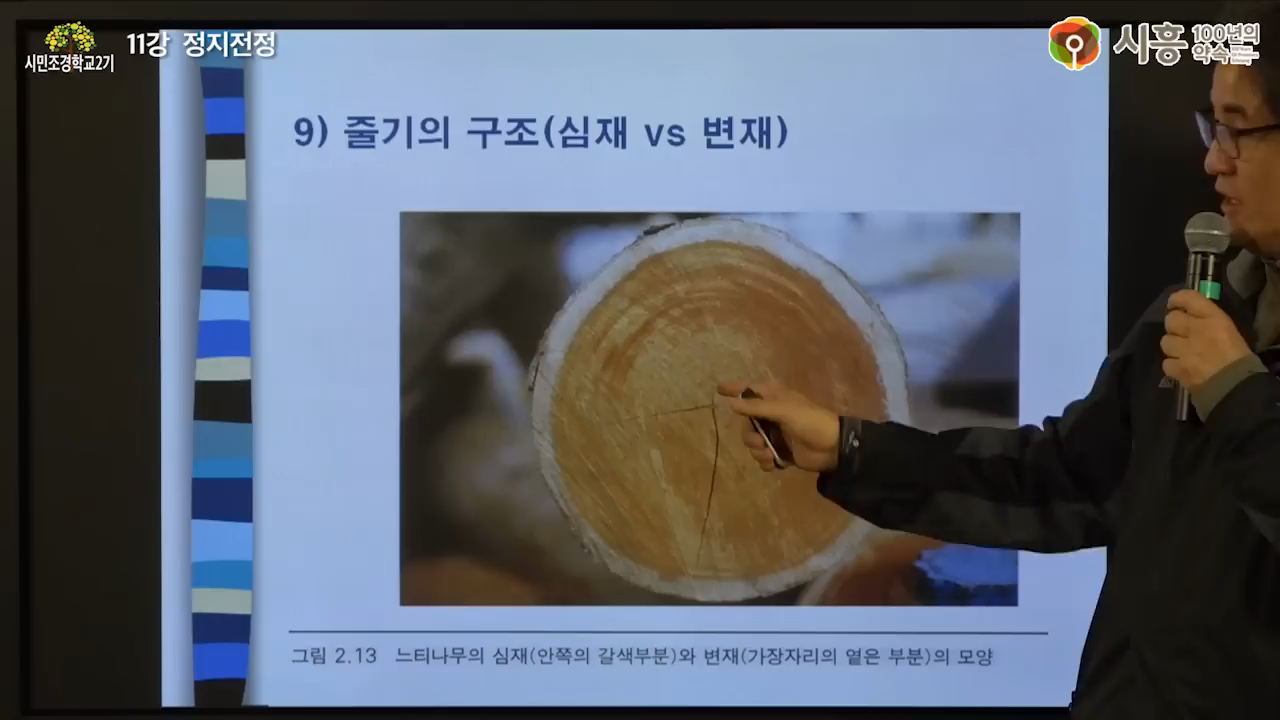 시민조경학교2기
11강 정지전정
시흥 100년의 약속
9) 줄기의 구조(심재 vs 변재)
그림 2.13 느티나무의 심재(안쪽의 갈색부분)와 변재(가장자리의 옅은 부분)의 모양